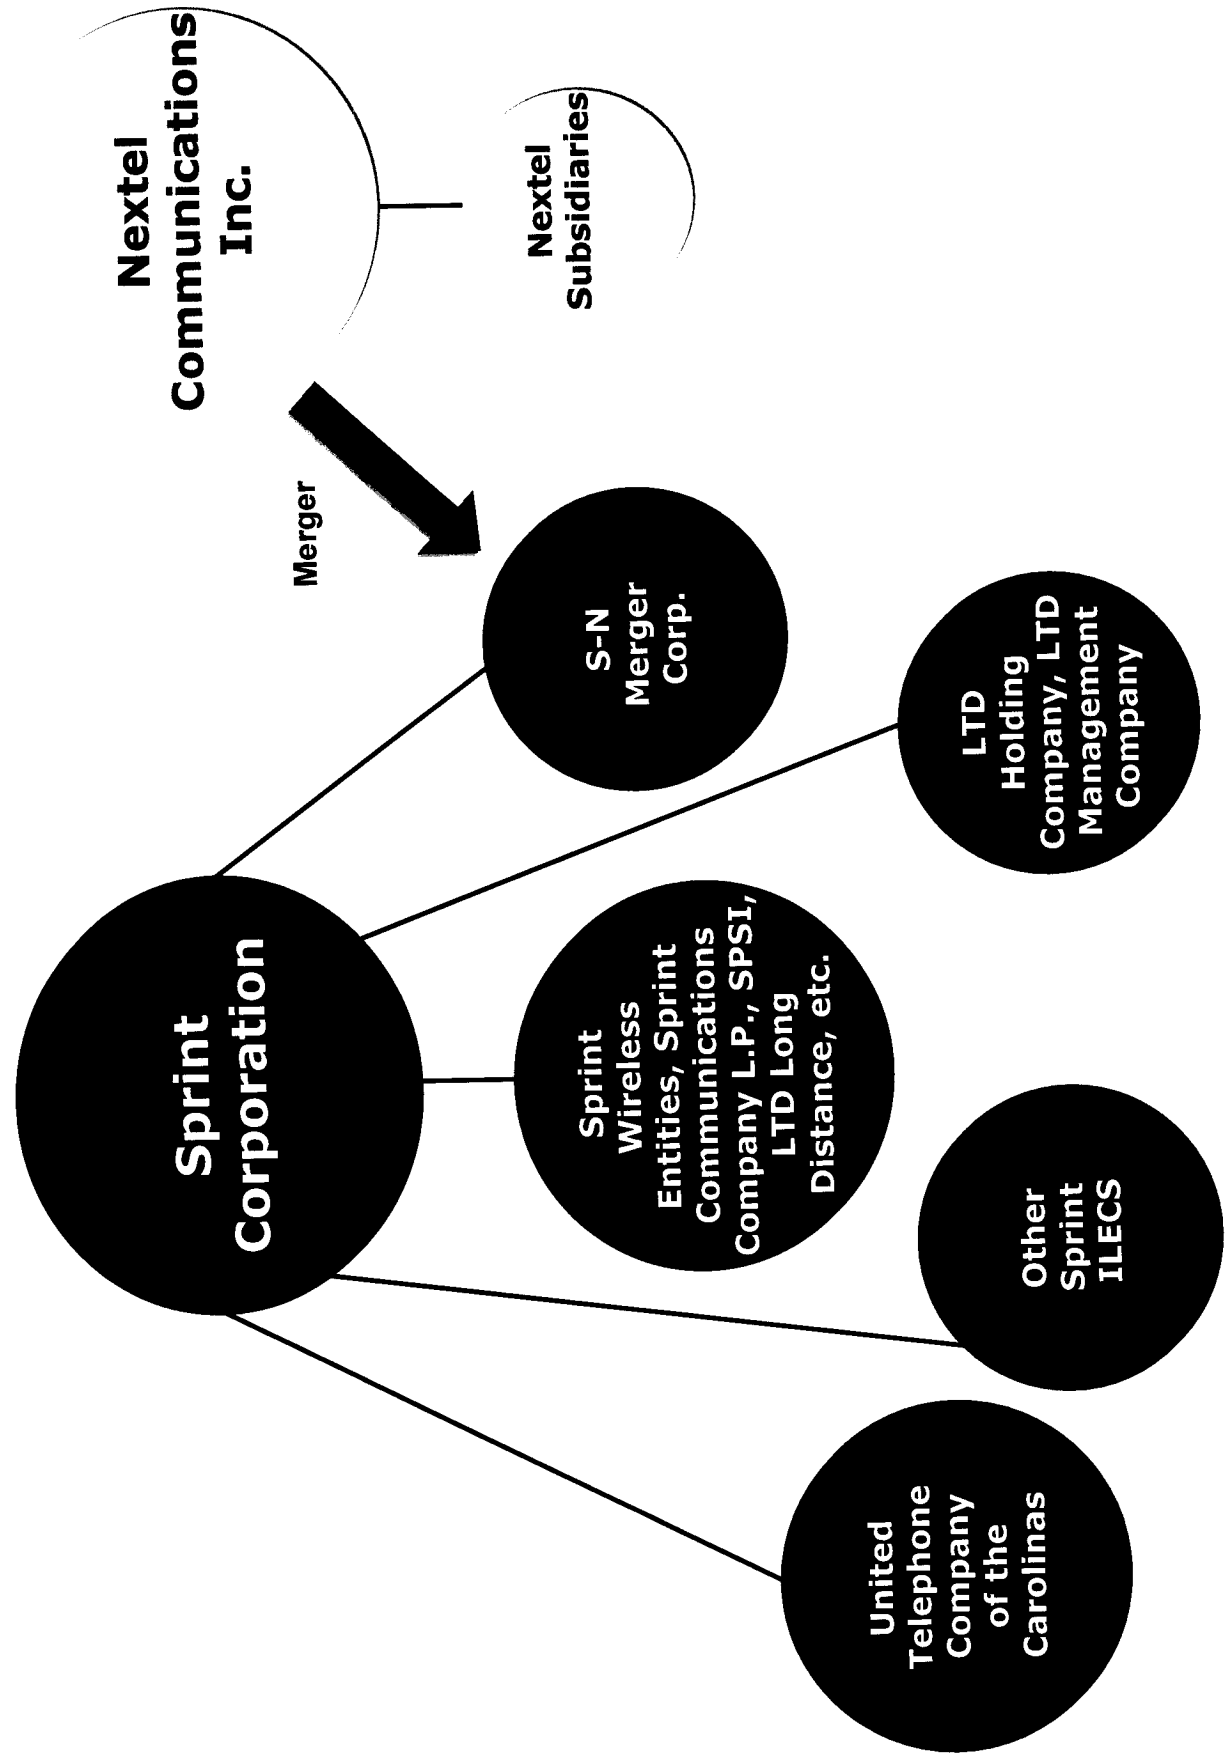 Sprint
Corporation
Nextel
Communications
Inc.
Merger
Nextel
Subsidiaries
United
Telephone
Company
of the
Carolinas
Other
Sprint
ILECS
Sprint
Wireless
Entities, Sprint
Communications
Company L.P., SPSI,
LTD Long
Distance, etc.
LTD
Holding
Company, LTD
Management
Company
S-N
Merger
Corp.